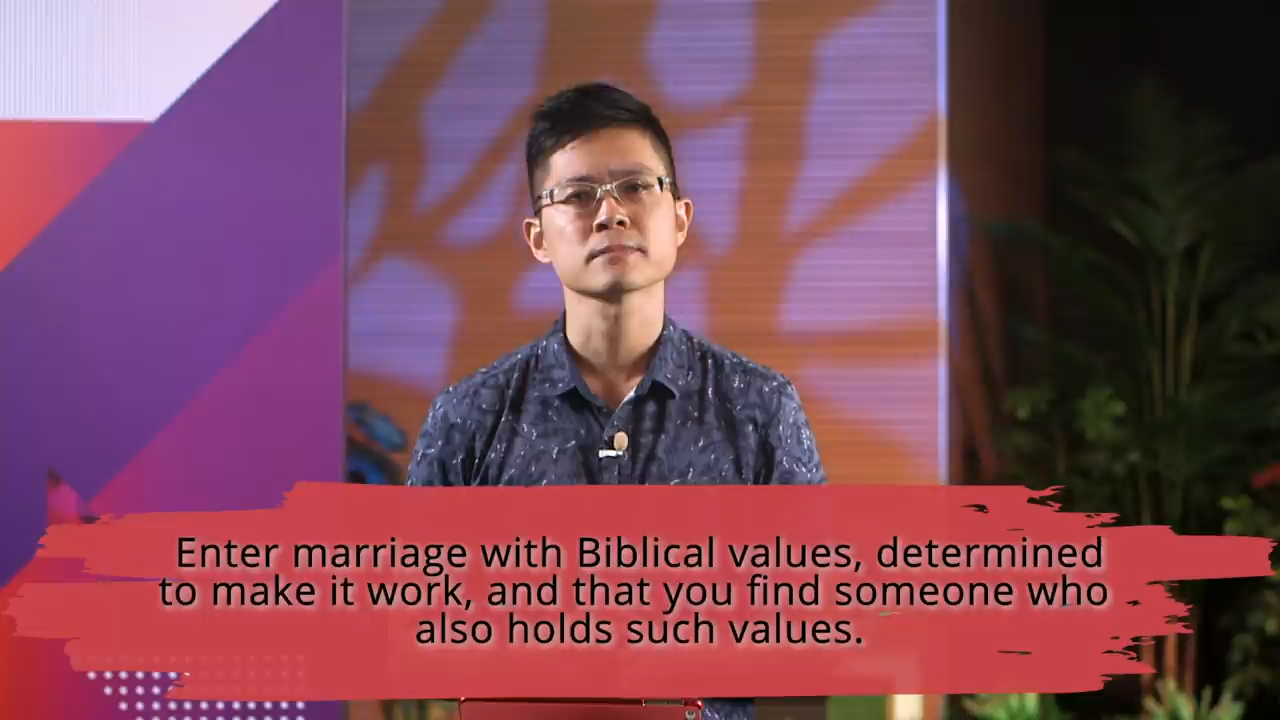 Enter marriage with Biblical values, determined
to make it work, and that you find someone who
also holds such values.